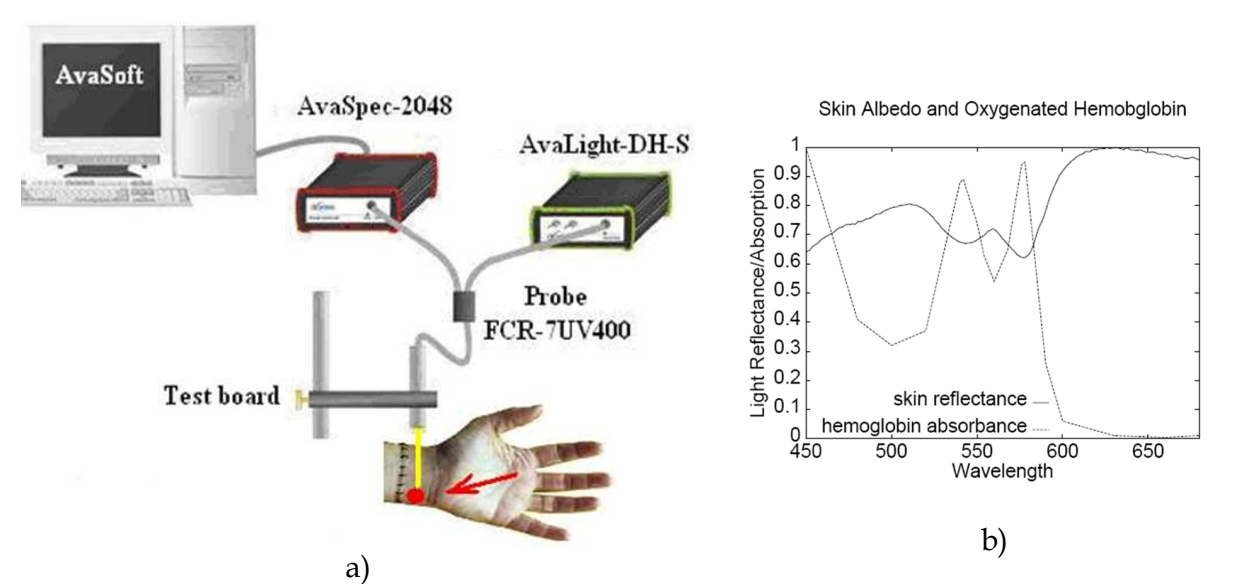 AvaSoft
AvaSpec-2048
AvaLight-DH-S
Probe
FCR-7UV400
Test board
a)
Skin Albedo and Oxygenated Hemobglobin
Light Reflectance/Absorption
1
0.9
0.8
0.7
0.6
0.5
0.4
0.3
0.2
0.1
0
skin reflectance
hemoglobin absorbance
450
500
550
600
650
Wavelength
b)